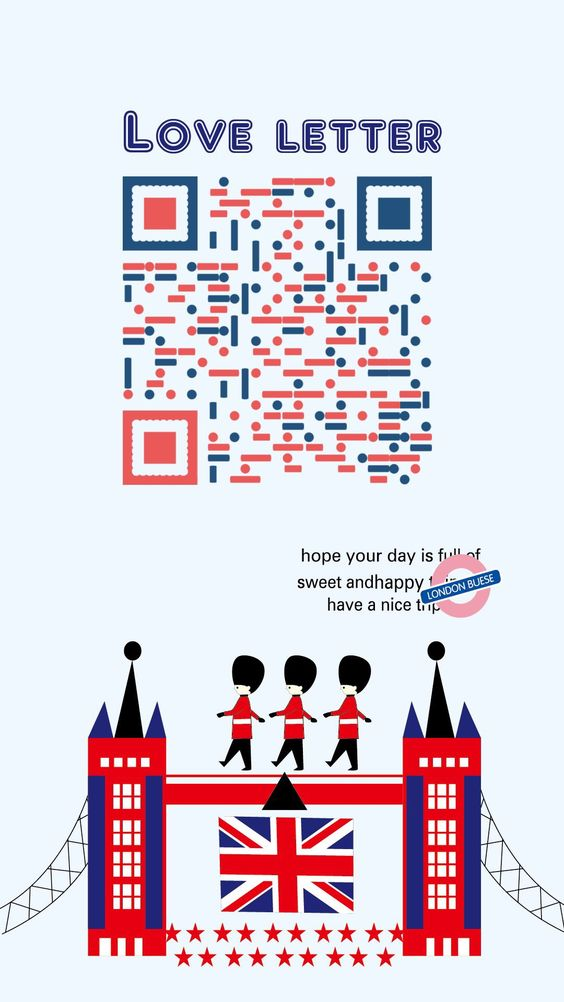 LOVE LETTER
hope your day is full of
sweet andhappy
LONDON BUESE
have a nice trip